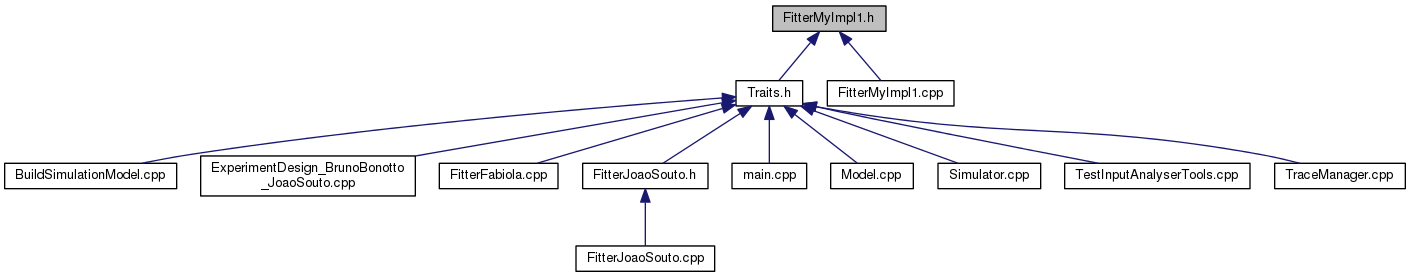 FitterMyImpl1.h
Traits.h
FitterMyImpl1.cpp
BuildSimulationModel.cpp
ExperimentDesign_BrunoBonotto
_JoaoSouto.cpp
FitterFabiola.cpp
FitterJoaoSouto.h
main.cpp
Model.cpp
Simulator.cpp
TestInputAnalyserTools.cpp
TraceManager.cpp
FitterJoaoSouto.cpp